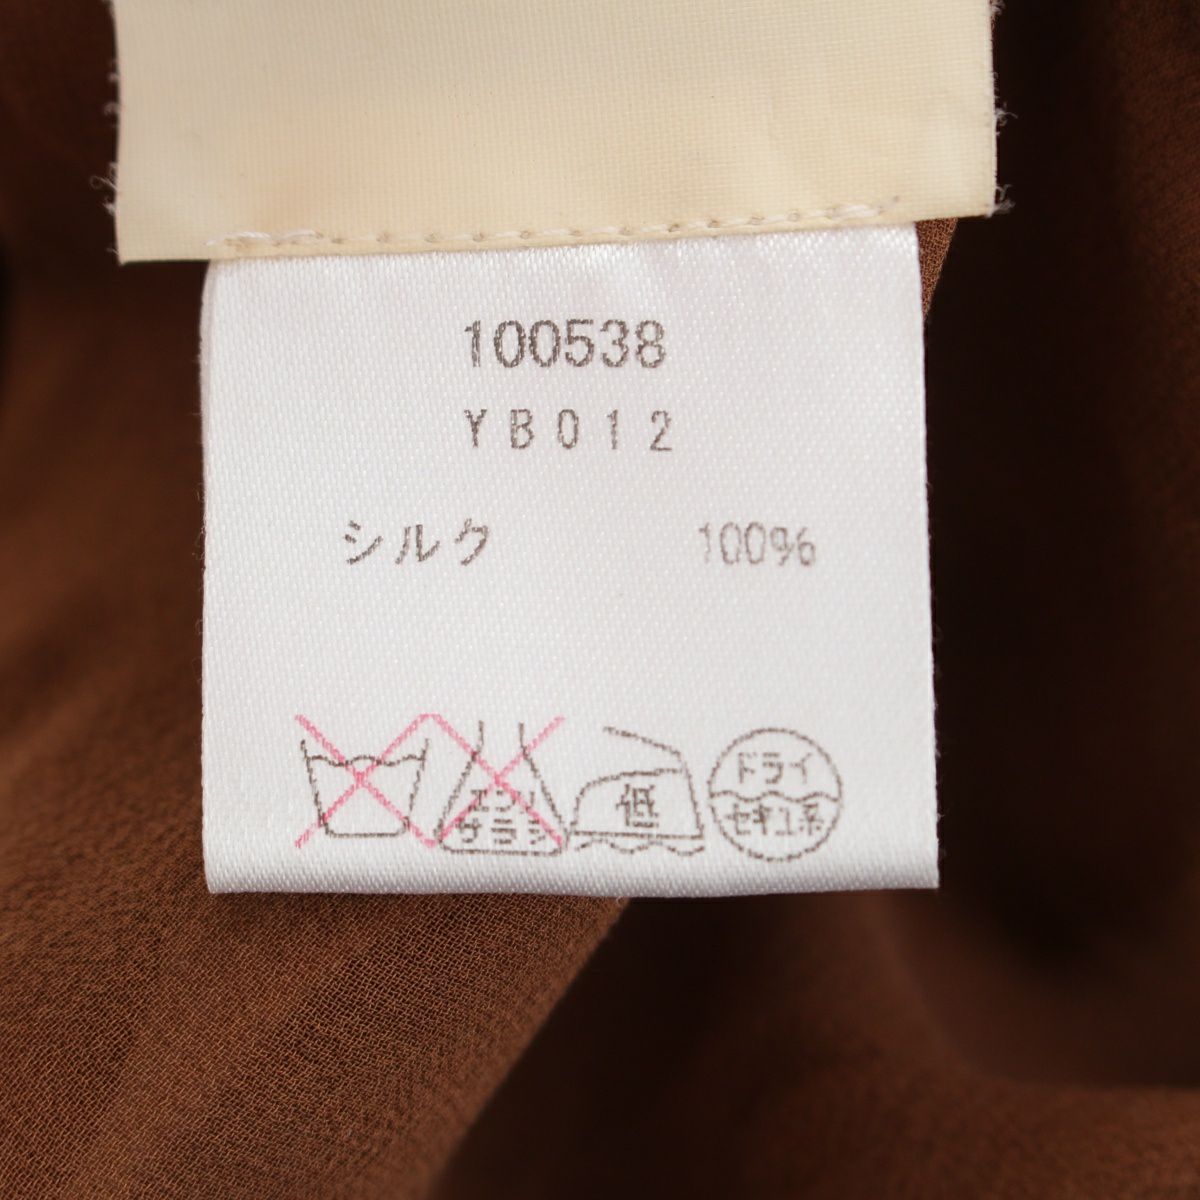 100538
YB012
シルク 100%
エンソ
サラシ
低
ドライ
セキユ系